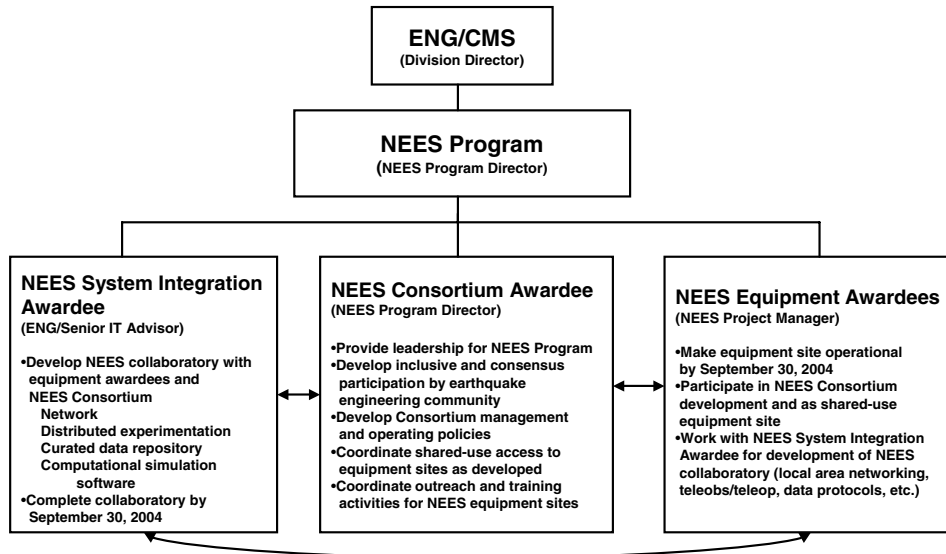 ENG/CMS
(Division Director)
NEES Program
(NEES Program Director)
NEES System Integration
Awardee
(ENG/Senior IT Advisor)
•Develop NEES collaboratory with
equipment awardees and
NEES Consortium
Network
Distributed experimentation
Curated data repository
Computational simulation
software
•Complete collaboratory by
September 30, 2004
NEES Consortium Awardee
(NEES Program Director)
•Provide leadership for NEES Program
•Develop inclusive and consensus
participation by earthquake
engineering community
•Develop Consortium management
and operating policies
•Coordinate shared-use access to
equipment sites as developed
•Coordinate outreach and training
activities for NEES equipment sites
NEES Equipment Awardees
(NEES Project Manager)
•Make equipment site operational
by September 30, 2004
•Participate in NEES Consortium
development and as shared-use
equipment site
•Work with NEES System Integration
Awardee for development of NEES
collaboratory (local area networking,
teleobs/teleop, data protocols, etc.)